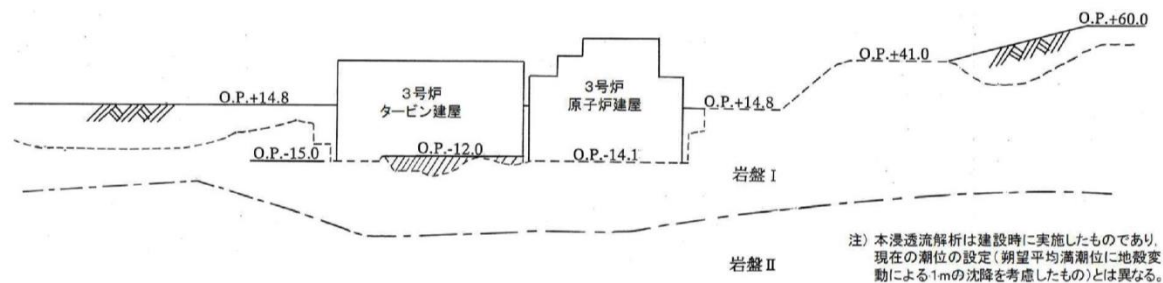 O.P.+60.0
O.P.+41.0
O.P.+14.8
3号炉
タービン建屋
3号炉
原子炉建屋
O.P.+14.8
O.P.-15.0
O.P.-12.0
O.P.-14.1
岩盤Ⅰ
岩盤Ⅱ
注) 本浸透流解析は建設時に実施したものであり,
現在の潮位の設定(朔望平均満潮位に地殻変
動による1mの沈降を考慮したもの)とは異なる。